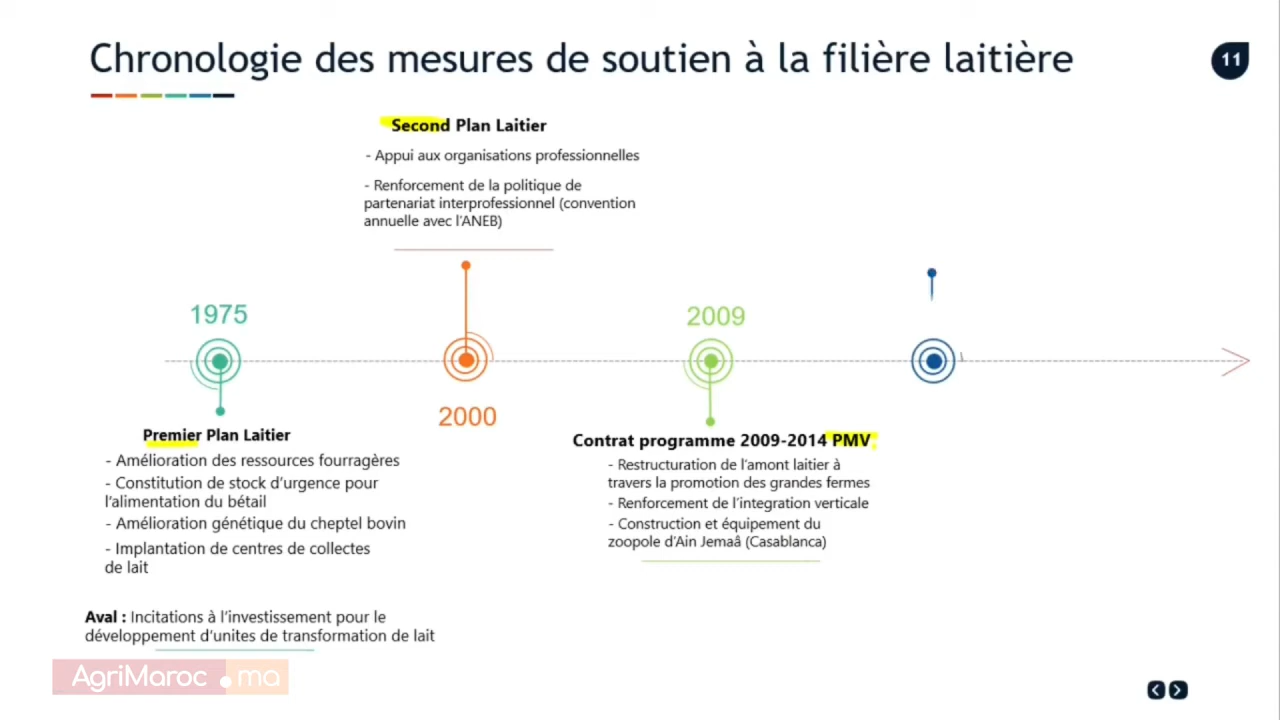 Chronologie des mesures de soutien à la filière laitière
11
Second Plan Laitier
- Appui aux organisations professionnelles
- Renforcement de la politique de
partenariat interprofessionnel (convention
annuelle avec l'ANEB)
1975
2009
2000
Premier Plan Laitier
- Amélioration des ressources fourragères
- Constitution de stock d'urgence pour
l'alimentation du bétail
- Amélioration génétique du cheptel bovin
- Implantation de centres de collectes
de lait
Aval : Incitations à l'investissement pour le
développement d'unites de transformation de lait
Contrat programme 2009-2014 PMV
- Restructuration de l'amont laitier à
travers la promotion des grandes fermes
- Renforcement de l'integration verticale
- Construction et équipement du
zoopole d'Ain Jemaâ (Casablanca)
AgriMaroc.ma